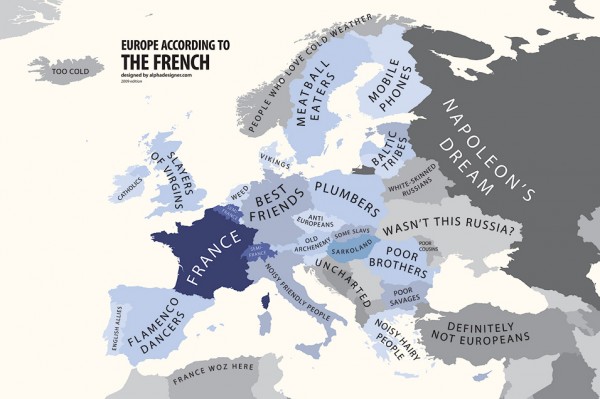 EUROPE ACCORDING TO
THE FRENCH
designed by alphadesigner.com
2009 edition
TOO COLD
PEOPLE WHO LOVE COLD WEATHER
MEATBALL
EATERS
MOBILE
PHONES
NAPOLEON'S
DREAM
BALTIC
TRIBES
VIKINGS
SLAYERS
OF VIRGINS
CATHOLICS
WEED
SEMI
FRANCE
BEST
FRIENDS
PLUMBERS
WHITE-SKINNED
RUSSIANS
WASN'T THIS RUSSIA?
ANTI
EUROPEANS
SOME SLAVS
POOR
COUSINS
FRANCE
SEMI
FRANCE
OLD
ARCHENEMY
SARKOLAND
POOR
BROTHERS
NOISY FRIENDLY PEOPLE
UNCHARTED
POOR
SAVAGES
ENGLISH ALLIES
FLAMENCO
DANCERS
NOISY HAIRY
PEOPLE
DEFINITELY
NOT EUROPEANS
FRANCE WOZ HERE